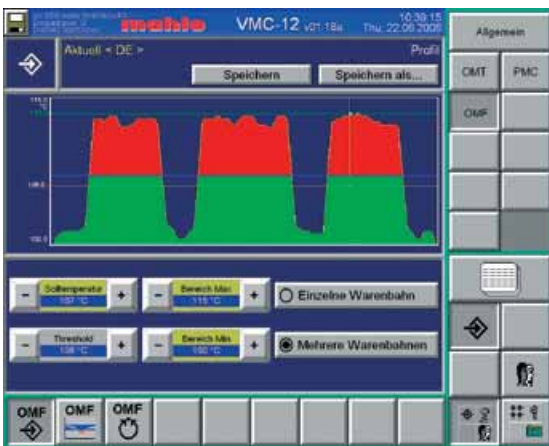 mahlo VMC-12 v01-18a 10:39:15
Thu, 22.06.2006
Allgemein
Aktuell < DE > Profil
Speichern Speichern als...
OMT PMC
OMF
115.0
°C
Solltemperatur
107 °C
Bereich Max
115 °C
Einzelne Warenbahn
Threshold
108 °C
Bereich Min
100 °C
Mehrere Warenbahnen
OMF OMF OMF